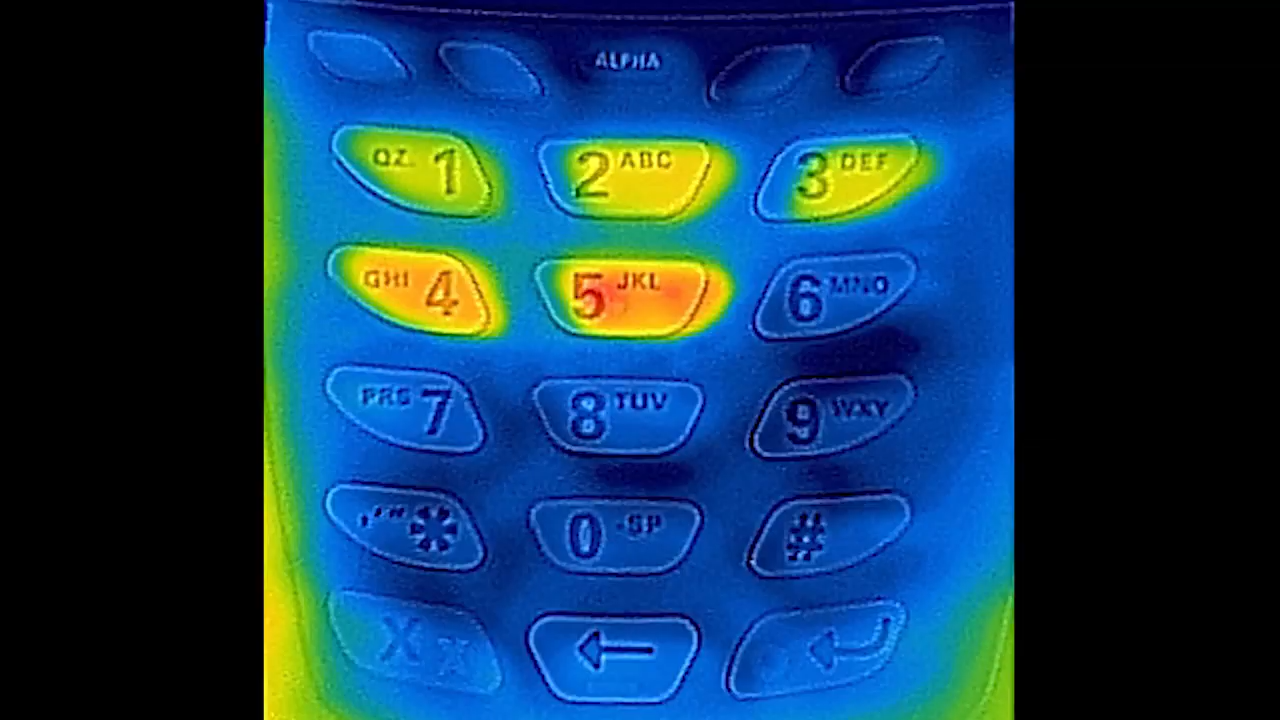 ALPHA
QZ 1 2 ABC 3 DEF
GHI 4 5 JKL 6 MNO
PRS 7 8 TUV 9 WXY
* 0 -SP #